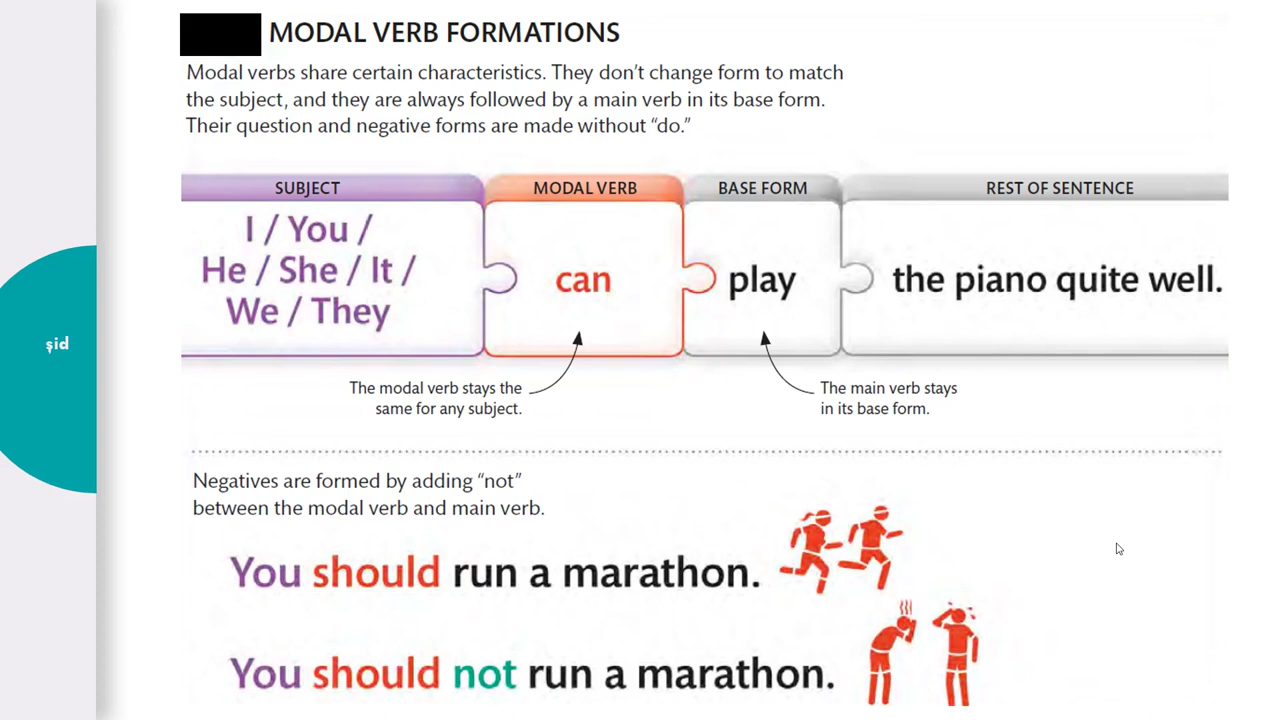 MODAL VERB FORMATIONS
Modal verbs share certain characteristics. They don't change form to match
the subject, and they are always followed by a main verb in its base form.
Their question and negative forms are made without “do.”
SUBJECT
MODAL VERB
BASE FORM
REST OF SENTENCE
I / You /
He / She / It /
We / They
can
play
the piano quite well.
The modal verb stays the
same for any subject.
The main verb stays
in its base form.
şid
Negatives are formed by adding “not”
between the modal verb and main verb.
You should run a marathon.
You should not run a marathon.